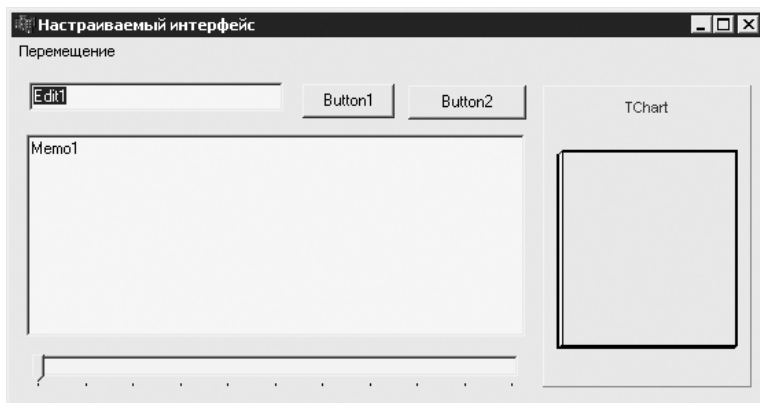 Настраиваемый интерфейс
Перемещение
Edit1
Button1
Button2
TChart
Memo1